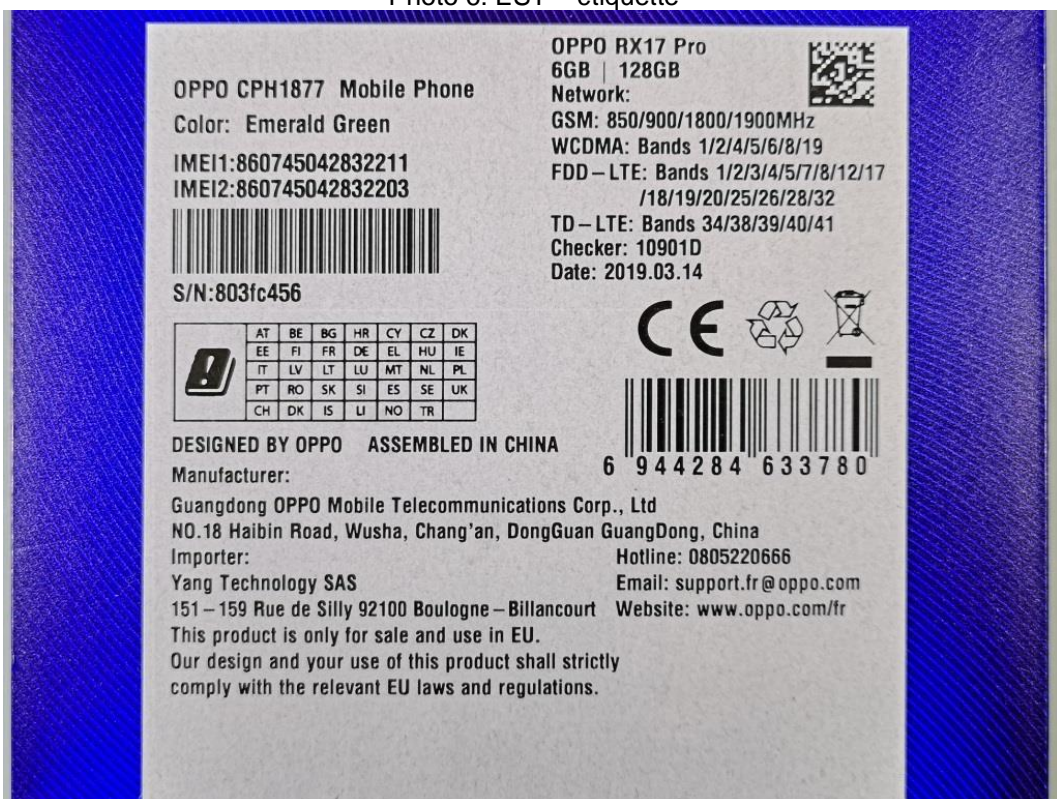 OPPO CPH1877 Mobile Phone
Color: Emerald Green
IMEI1:860745042832211
IMEI2:860745042832203
S/N:803fc456
OPPO RX17 Pro
6GB | 128GB
Network:
GSM: 850/900/1800/1900MHz
WCDMA: Bands 1/2/4/5/6/8/19
FDD–LTE: Bands 1/2/3/4/5/7/8/12/17
/18/19/20/25/26/28/32
TD–LTE: Bands 34/38/39/40/41
Checker: 10901D
Date: 2019.03.14
CE
AT BE BG HR CY CZ DK
EE FI FR DE EL HU IE
IT LV LT LU MT NL PL
PT RO SK SI ES SE UK
CH DK IS LI NO TR
6 944284 633780
DESIGNED BY OPPO ASSEMBLED IN CHINA
Manufacturer:
Guangdong OPPO Mobile Telecommunications Corp., Ltd
NO.18 Haibin Road, Wusha, Chang'an, DongGuan GuangDong, China
Importer:
Yang Technology SAS
151–159 Rue de Silly 92100 Boulogne–Billancourt
Hotline: 0805220666
Email: support.fr@oppo.com
Website: www.oppo.com/fr
This product is only for sale and use in EU.
Our design and your use of this product shall strictly
comply with the relevant EU laws and regulations.